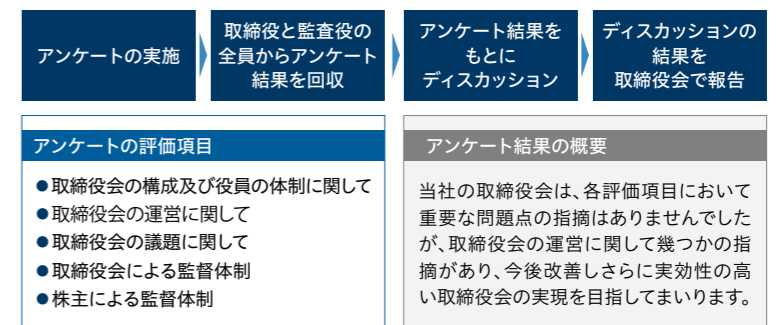 アンケートの実施
取締役と監査役の
全員からアンケート
結果を回収
アンケート結果を
もとに
ディスカッション
ディスカッションの
結果を
取締役会で報告
アンケートの評価項目
●取締役会の構成及び役員の体制に関して
●取締役会の運営に関して
●取締役会の議題に関して
●取締役会による監督体制
●株主による監督体制
アンケート結果の概要
当社の取締役会は、各評価項目において
重要な問題点の指摘はありませんでした
が、取締役会の運営に関して幾つかの指
摘があり、今後改善しさらに実効性の高
い取締役会の実現を目指してまいります。